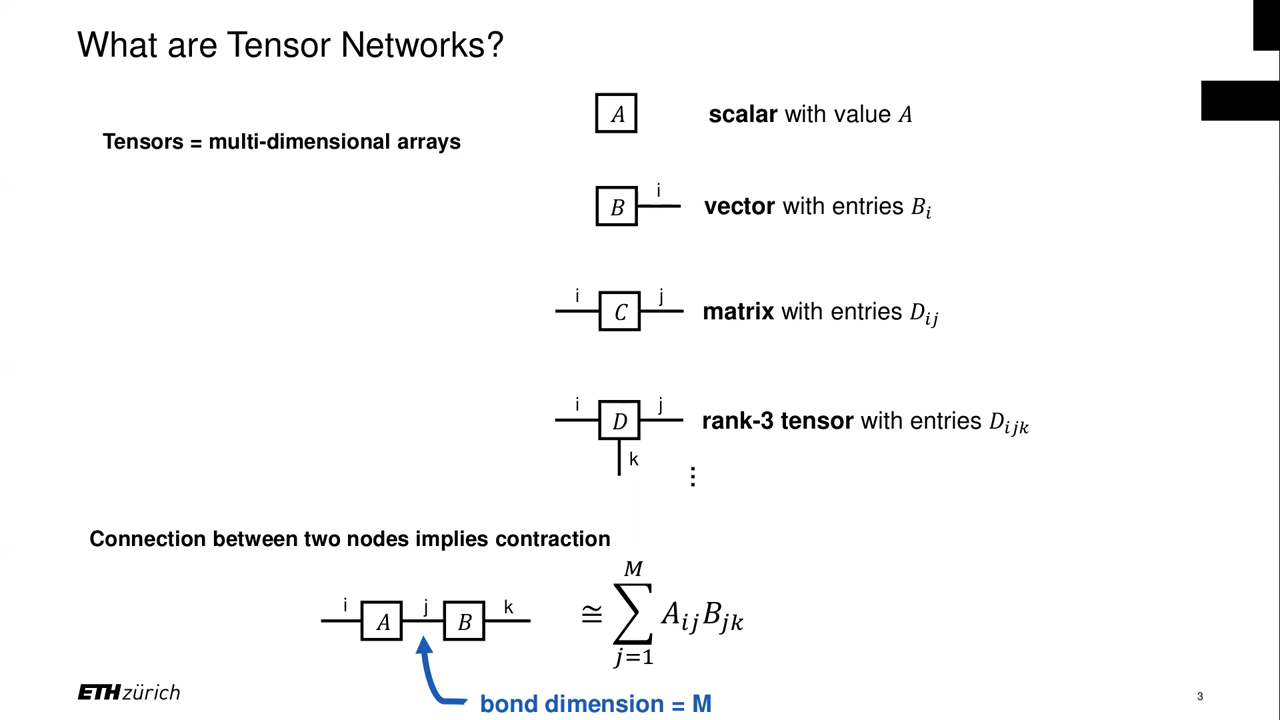 What are Tensor Networks?
Tensors = multi-dimensional arrays
A scalar with value A
B i vector with entries B_i
i C j matrix with entries D_ij
i D j k rank-3 tensor with entries D_ijk
⋮
Connection between two nodes implies contraction
i A j B k ≅ ∑_{j=1}^{M} A_ij B_jk
bond dimension = M
ETH zürich
3